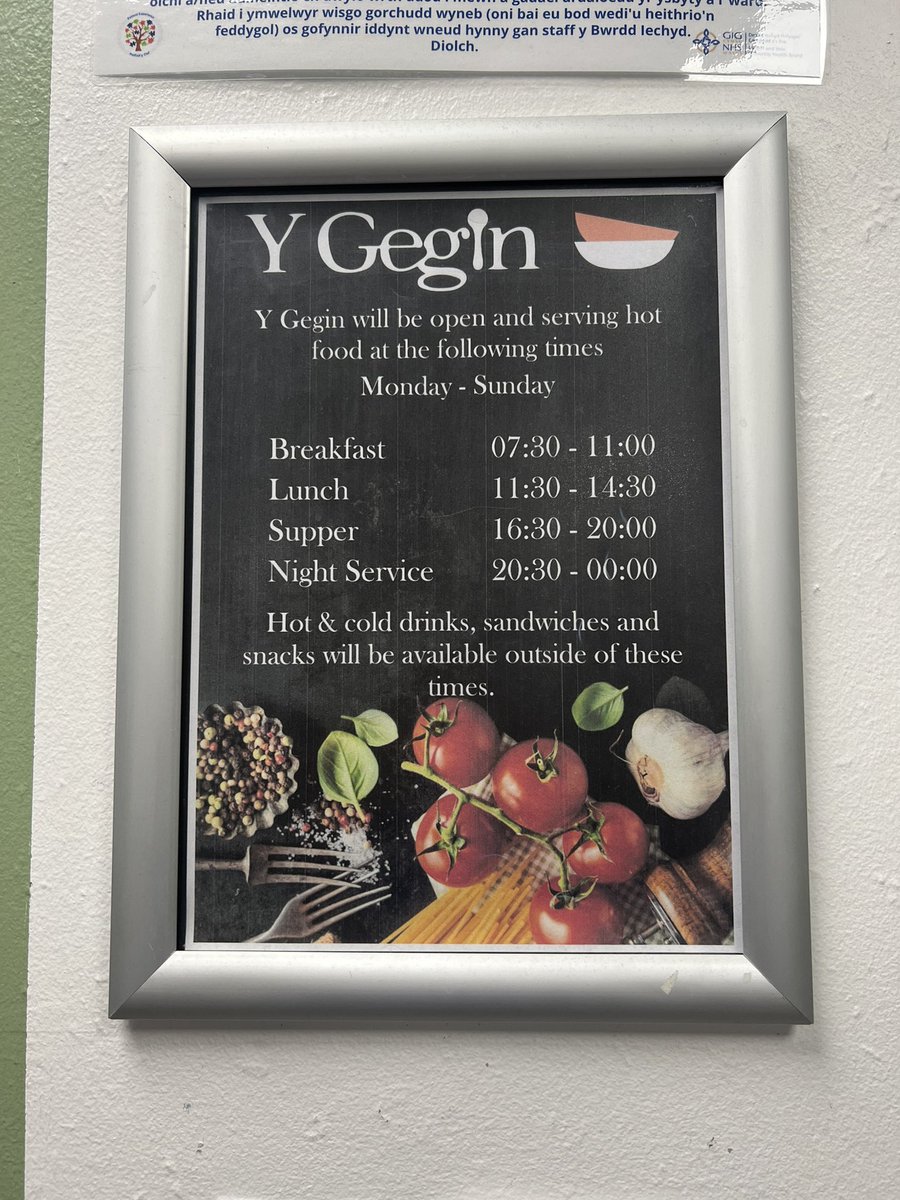 Rhaid i ymwelwyr wisgo gorchudd wyneb (oni bai eu bod wedi'u heithrio'n
feddygol) os gofynnir iddynt wneud hynny gan staff y Bwrdd Iechyd.
Diolch.
GIG
NHS
Y Gegin
Y Gegin will be open and serving hot
food at the following times
Monday - Sunday
Breakfast 07:30 - 11:00
Lunch 11:30 - 14:30
Supper 16:30 - 20:00
Night Service 20:30 - 00:00
Hot & cold drinks, sandwiches and
snacks will be available outside of these
times.